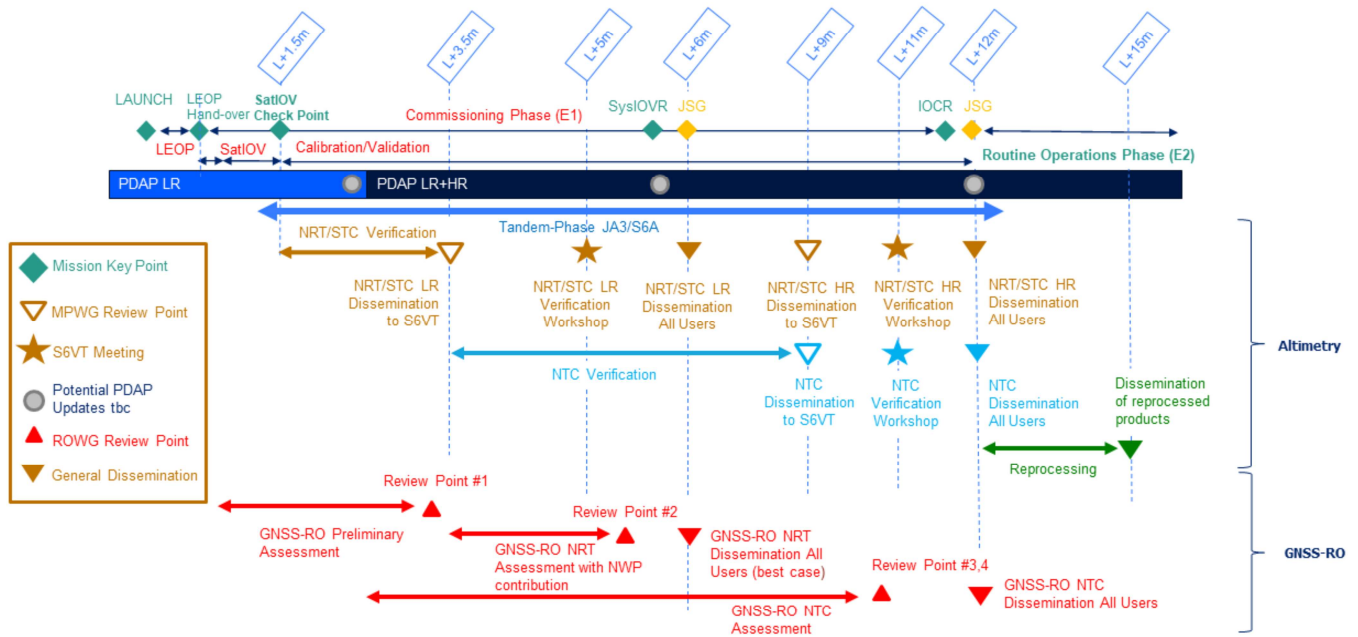 L+1.5m
L+3.5m
L+5m
L+6m
L+9m
L+11m
L+12m
L+15m
LAUNCH
LEOP
Hand-over
SatIOV
Check Point
Commissioning Phase (E1)
SysIOVR
JSG
IOCR
JSG
LEOP
SatIOV
Calibration/Validation
Routine Operations Phase (E2)
PDAP LR
PDAP LR+HR
Tandem-Phase JA3/S6A
NRT/STC Verification
Mission Key Point
MPWG Review Point
S6VT Meeting
Potential PDAP
Updates tbc
ROWG Review Point
General Dissemination
NRT/STC LR
Dissemination
to S6VT
NRT/STC LR
Verification
Workshop
NRT/STC LR
Dissemination
All Users
NRT/STC HR
Dissemination
to S6VT
NRT/STC HR
Verification
Workshop
NRT/STC HR
Dissemination
All Users
Altimetry
NTC Verification
NTC
Dissemination
to S6VT
NTC
Verification
Workshop
NTC
Dissemination
All Users
Dissemination
of reprocessed
products
Reprocessing
Review Point #1
GNSS-RO Preliminary
Assessment
Review Point #2
GNSS-RO NRT
Assessment with NWP
contribution
GNSS-RO NRT
Dissemination All
Users (best case)
Review Point #3,4
GNSS-RO NTC
Assessment
GNSS-RO NTC
Dissemination All Users
GNSS-RO